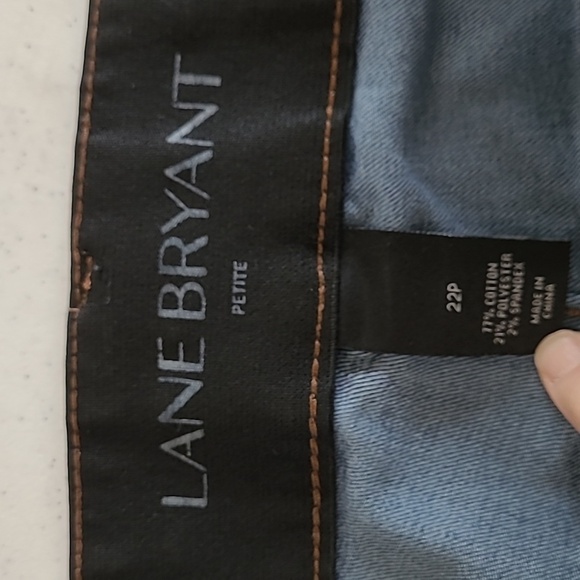 LANE BRYANT
PETITE
22P
77% COTTON
21% POLYESTER
2% SPANDEX
MADE IN
CHINA